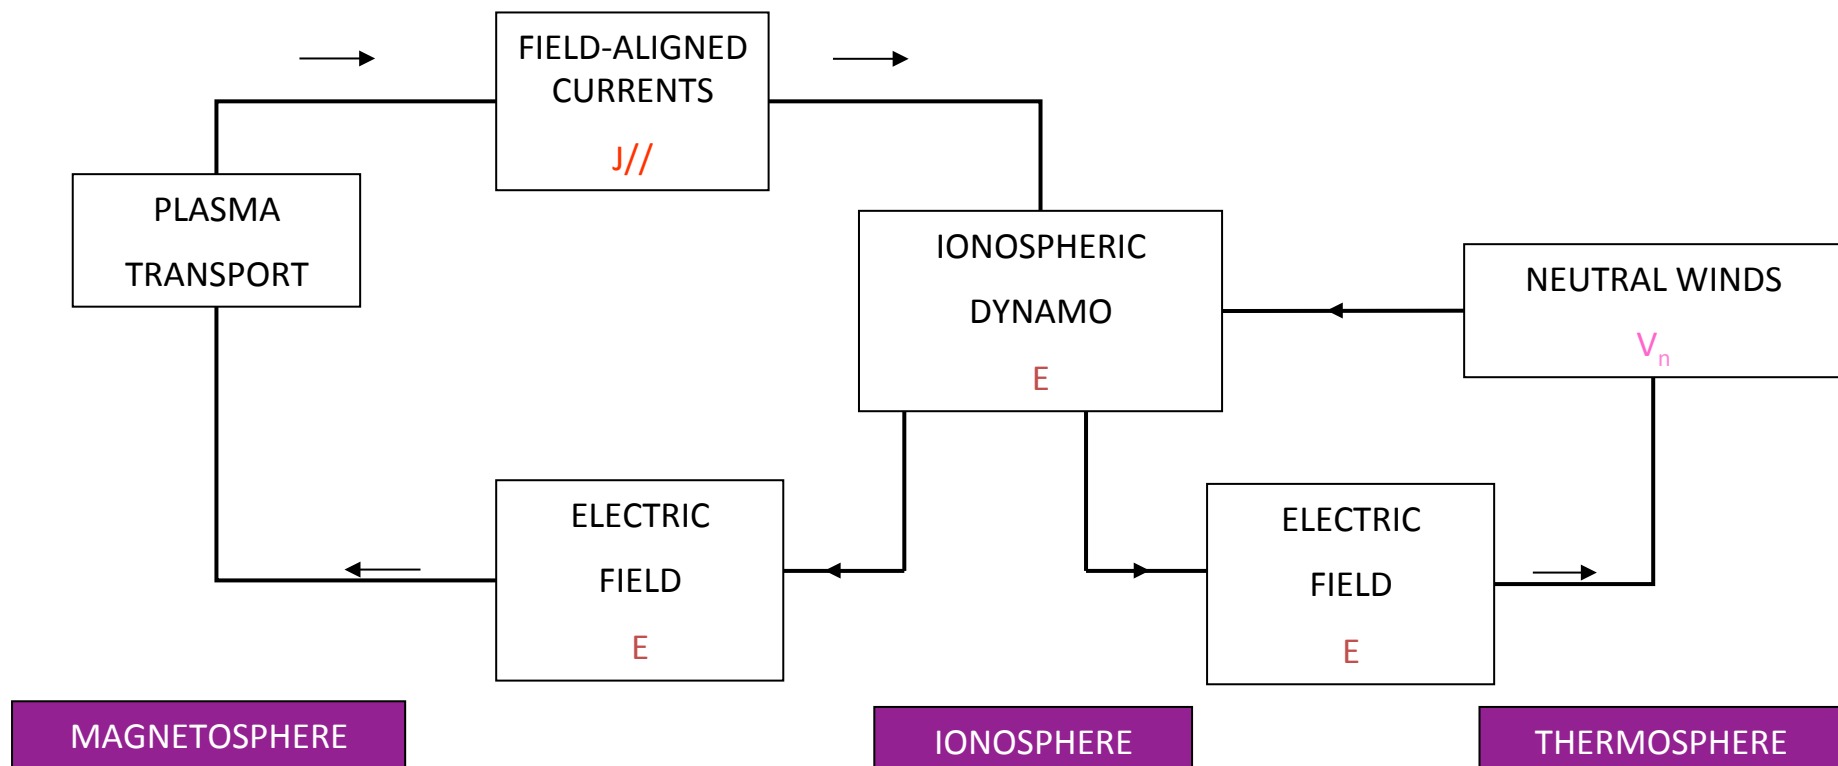 FIELD-ALIGNED
CURRENTS
J//
PLASMA
TRANSPORT
IONOSPHERIC
DYNAMO
E
NEUTRAL WINDS
Vn
ELECTRIC
FIELD
E
ELECTRIC
FIELD
E
MAGNETOSPHERE
IONOSPHERE
THERMOSPHERE